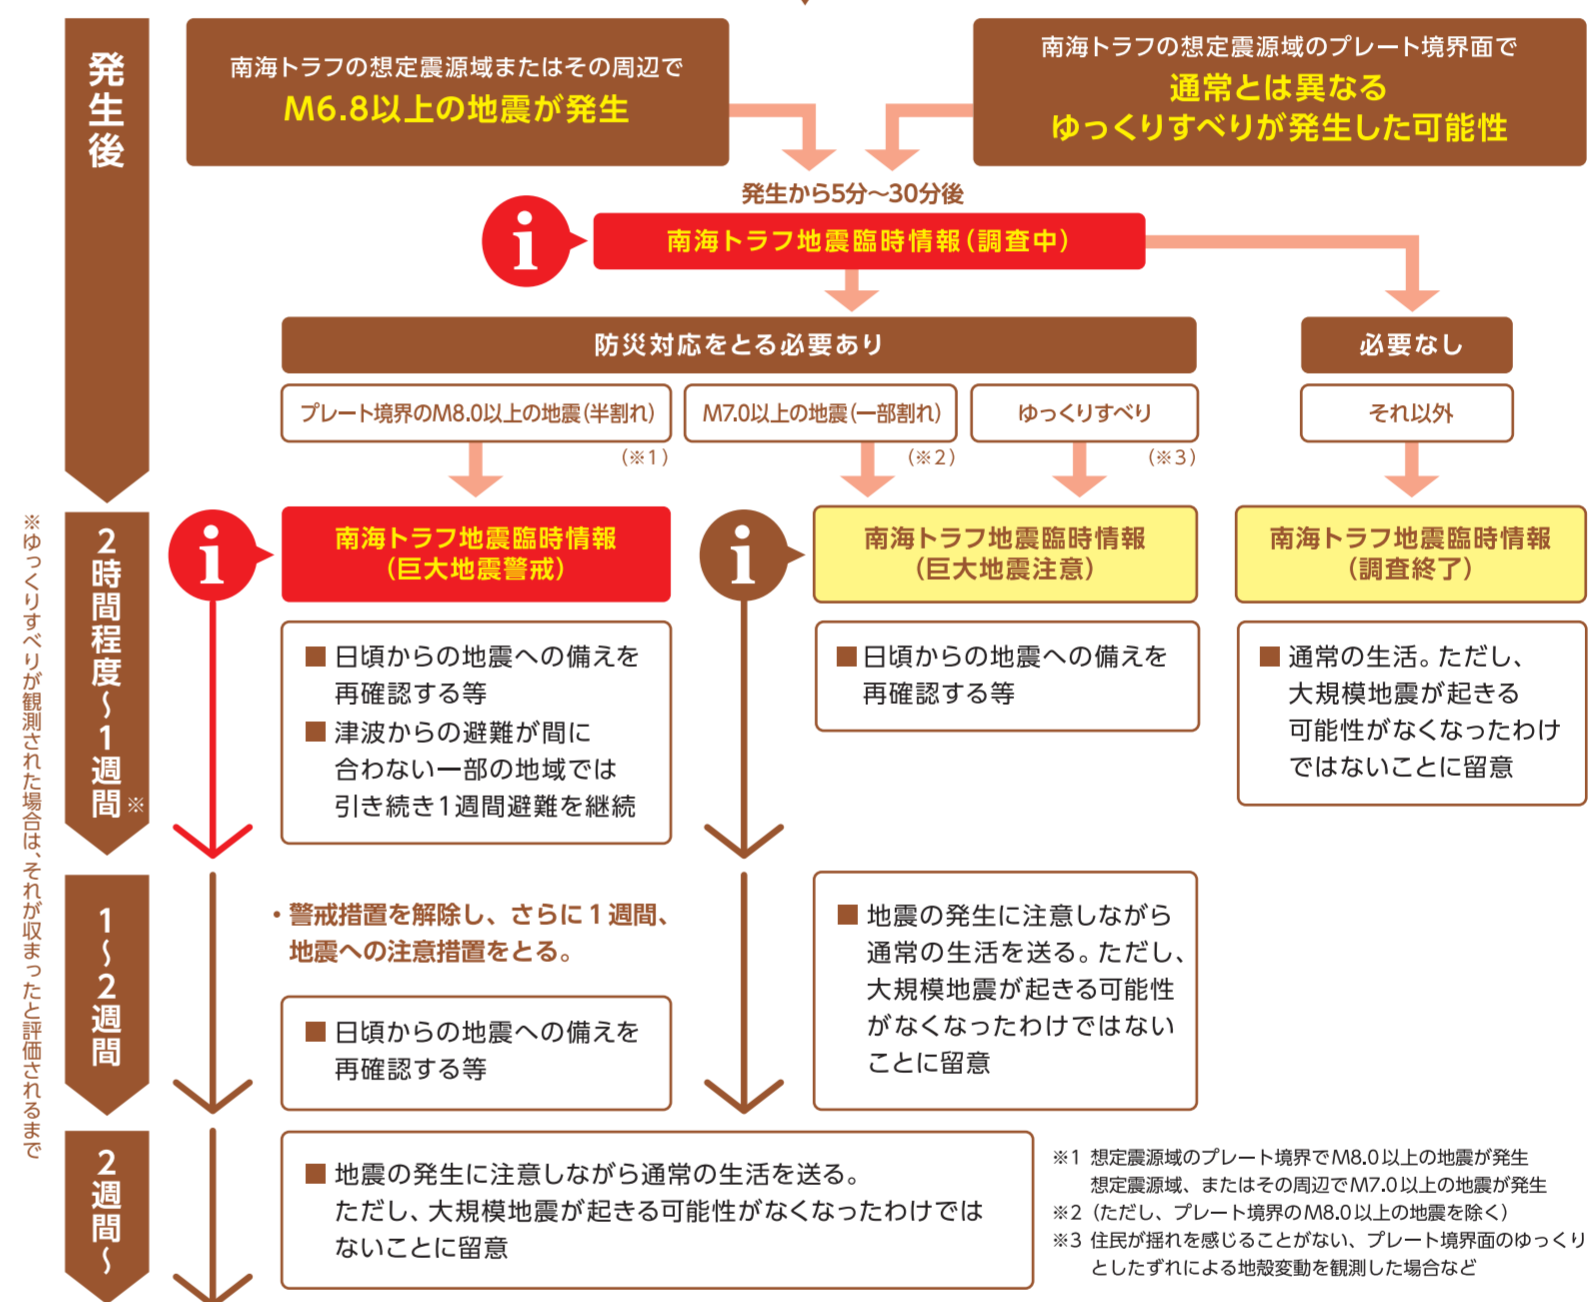 発生後
南海トラフの想定震源域またはその周辺で
M6.8以上の地震が発生
南海トラフの想定震源域のプレート境界面で
通常とは異なる
ゆっくりすべりが発生した可能性
発生から5分〜30分後
i
南海トラフ地震臨時情報（調査中）
防災対応をとる必要あり
必要なし
プレート境界のM8.0以上の地震（半割れ）
（※1）
M7.0以上の地震（一部割れ）
（※2）
ゆっくりすべり
（※3）
それ以外
2時間程度〜1週間※
※ゆっくりすべりが観測された場合は、それが収まったと評価されるまで
i
南海トラフ地震臨時情報
（巨大地震警戒）
i
南海トラフ地震臨時情報
（巨大地震注意）
南海トラフ地震臨時情報
（調査終了）
■ 日頃からの地震への備えを
再確認する等
■ 津波からの避難が間に
合わない一部の地域では
引き続き1週間避難を継続
■ 日頃からの地震への備えを
再確認する等
■ 通常の生活。ただし、
大規模地震が起きる
可能性がなくなったわけ
ではないことに留意
1〜2週間
・警戒措置を解除し、さらに1週間、
地震への注意措置をとる。
■ 日頃からの地震への備えを
再確認する等
■ 地震の発生に注意しながら
通常の生活を送る。ただし、
大規模地震が起きる可能性
がなくなったわけではない
ことに留意
2週間〜
■ 地震の発生に注意しながら通常の生活を送る。
ただし、大規模地震が起きる可能性がなくなったわけでは
ないことに留意
※1 想定震源域のプレート境界でM8.0以上の地震が発生
想定震源域、またはその周辺でM7.0以上の地震が発生
※2（ただし、プレート境界のM8.0以上の地震を除く）
※3 住民が揺れを感じることがない、プレート境界面のゆっくり
としたずれによる地殻変動を観測した場合など